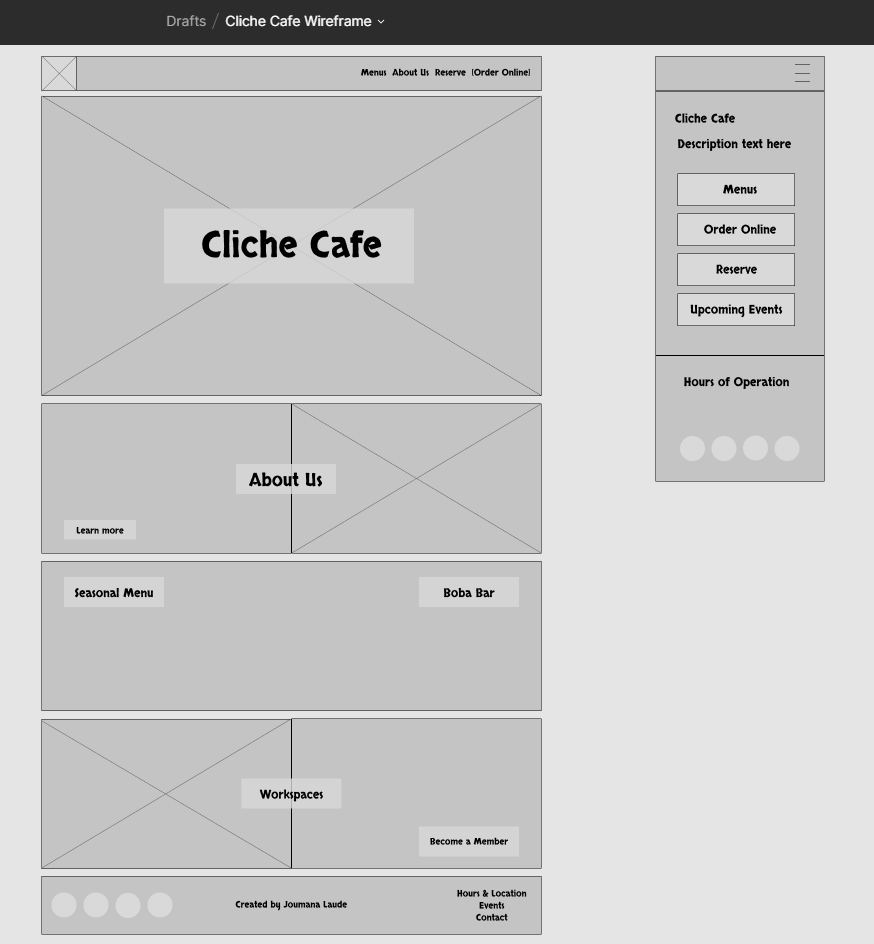 Drafts / Cliche Cafe Wireframe
Menus About Us Reserve [Order Online]
Cliche Cafe
About Us
Learn more
Seasonal Menu
Boba Bar
Workspaces
Become a Member
Created by Joumana Laude
Hours & Location
Events
Contact
Cliche Cafe
Description text here
Menus
Order Online
Reserve
Upcoming Events
Hours of Operation